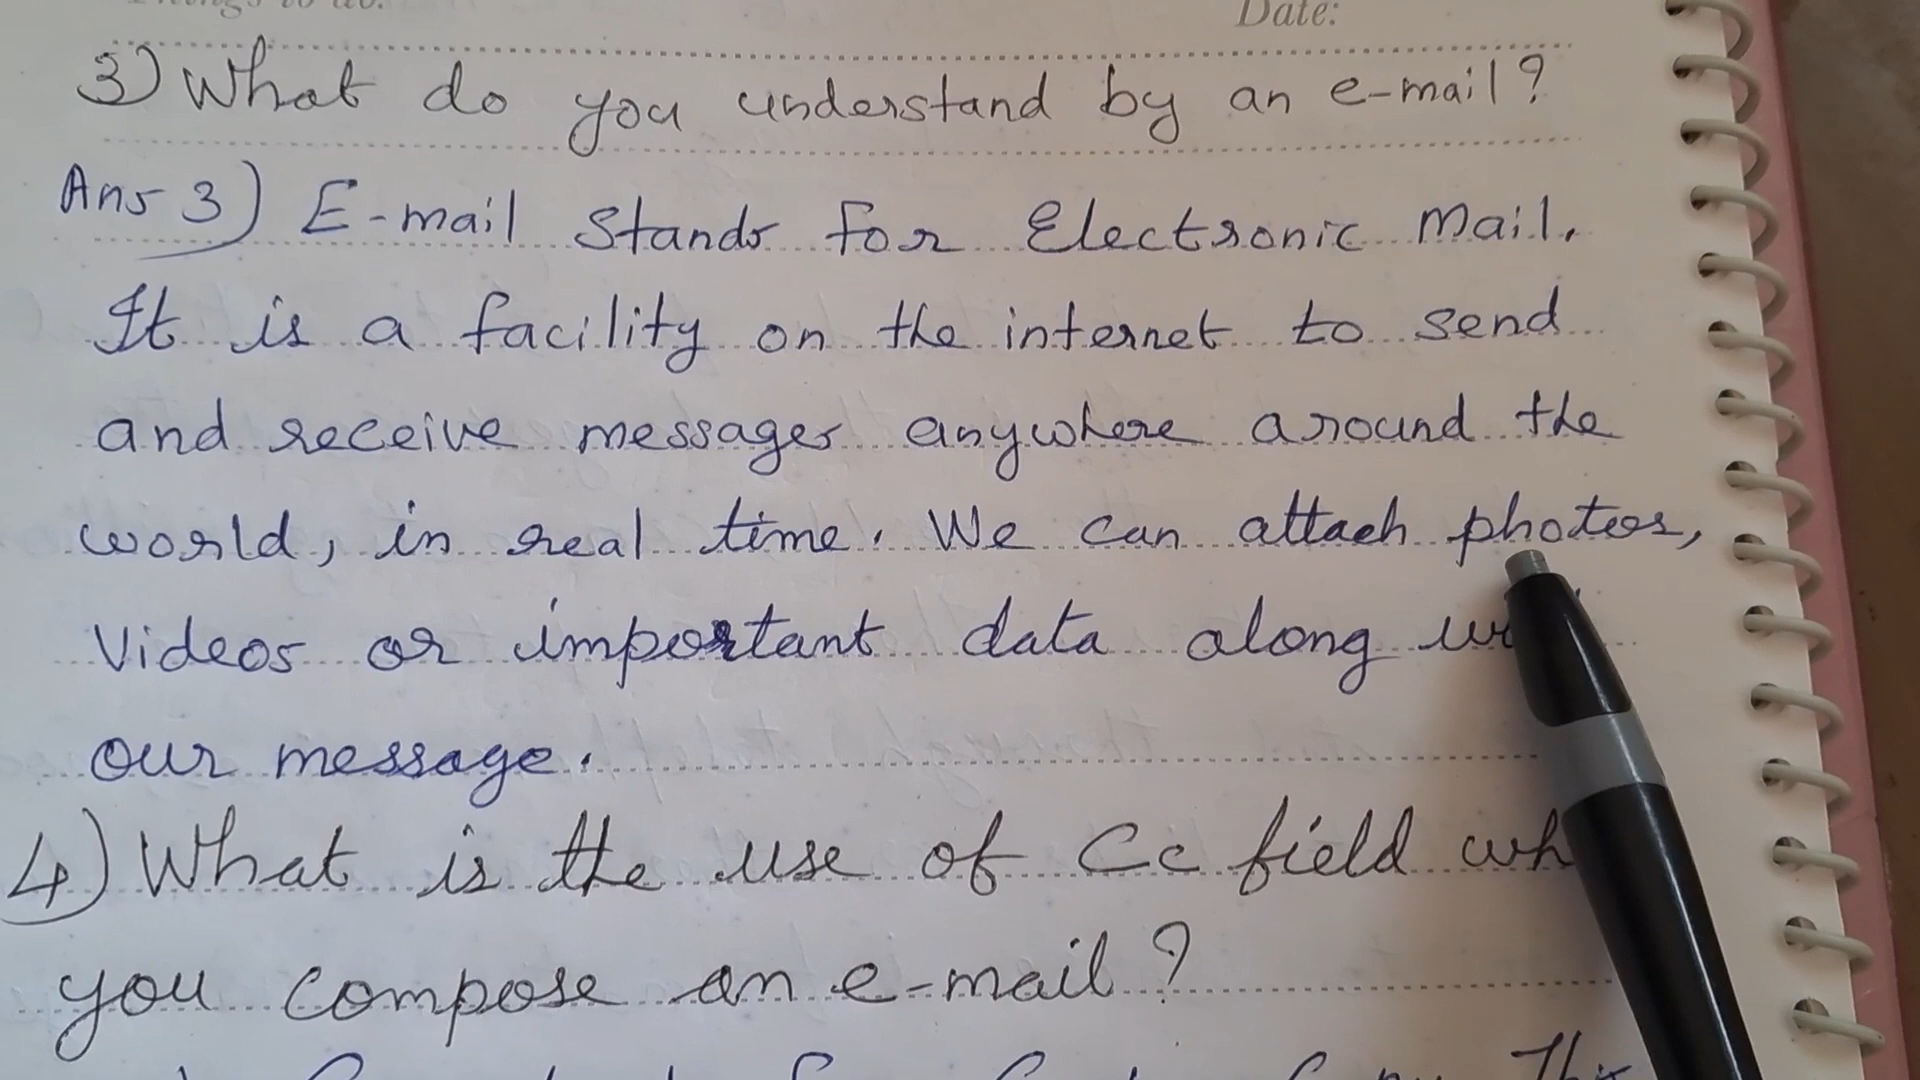 Things to do:
Date:
3) What do you understand by an e-mail?
Ans 3) E-mail stands for Electronic Mail.
It is a facility on the internet to send
and receive messages anywhere around the
world, in real time. We can attach photos,
Videos or important data along
our message.
4) What is the use of Cc field
you compose an e-mail?